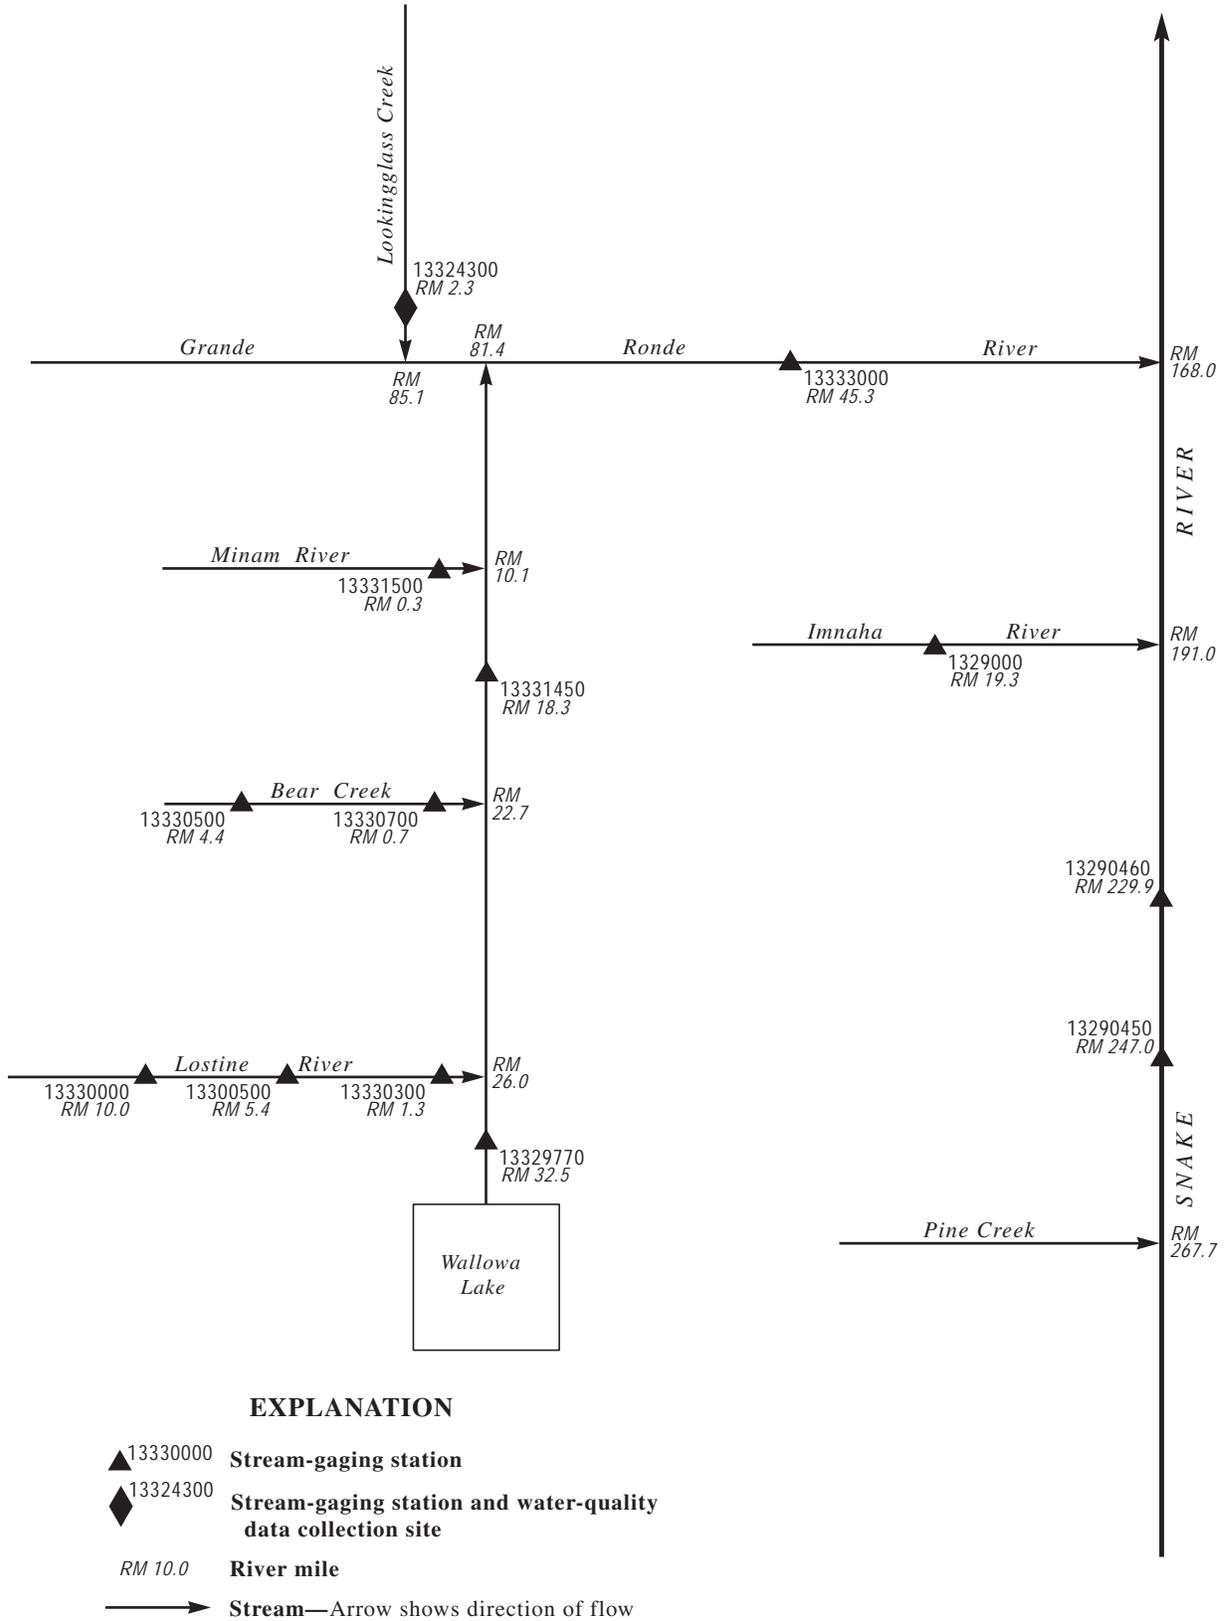 Lookingglass Creek
13324300
RM 2.3
Grande
RM
81.4
Ronde
River
RM
168.0
RM
85.1
13333000
RM 45.3
RIVER
Minam River
RM
10.1
13331500
RM 0.3
Imnaha
River
RM
191.0
1329000
RM 19.3
13331450
RM 18.3
Bear Creek
RM
22.7
13330500
RM 4.4
13330700
RM 0.7
13290460
RM 229.9
13290450
RM 247.0
Lostine
River
RM
26.0
13330000
RM 10.0
13300500
RM 5.4
13330300
RM 1.3
SNAKE
13329770
RM 32.5
Pine Creek
RM
267.7
Wallowa
Lake
EXPLANATION
13330000 Stream-gaging station
13324300 Stream-gaging station and water-quality
data collection site
RM 10.0 River mile
Stream—Arrow shows direction of flow